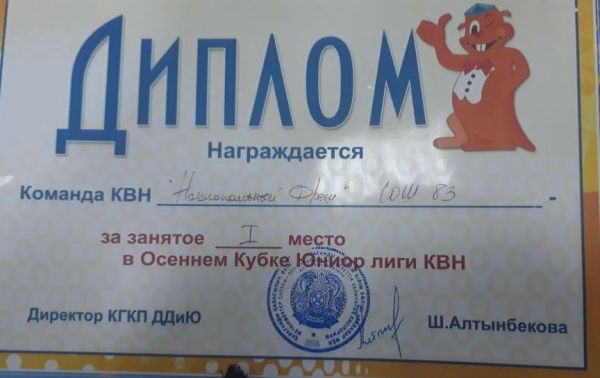 ДИПЛОМ
Награждается
Команда КВН "Национальный Фреш" СОШ 83 -
за занятое I место
в Осеннем Кубке Юниор лиги КВН
Директор КГКП ДДиЮ Ш.Алтынбекова